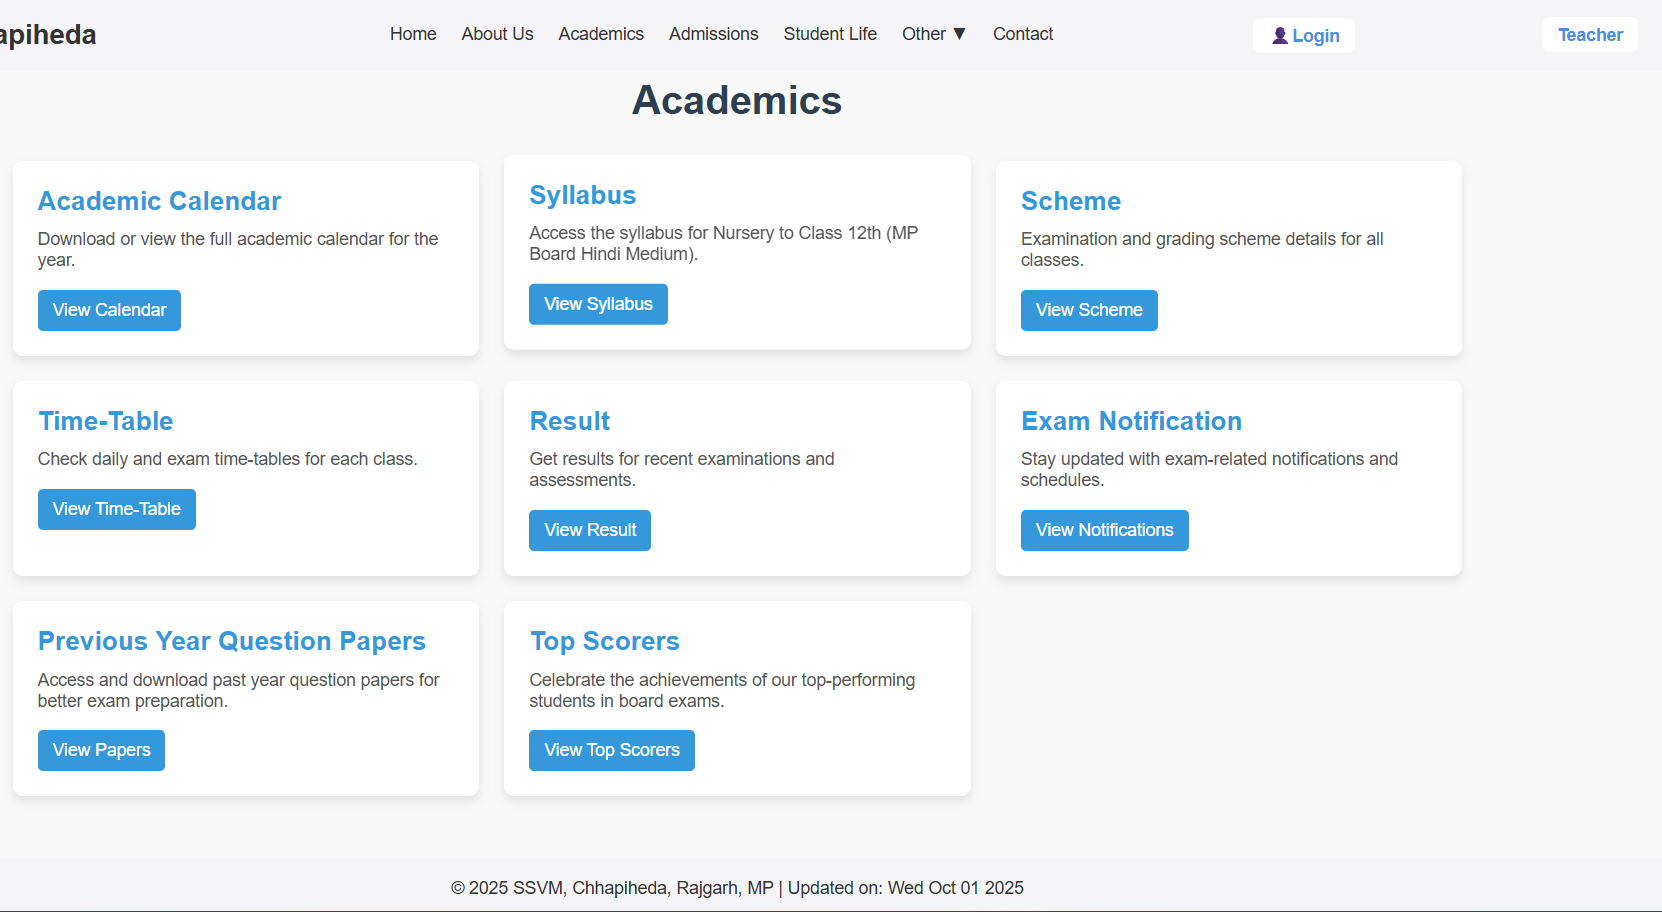 apiheda
Home About Us Academics Admissions Student Life Other ▼ Contact
Login
Teacher
Academics
Academic Calendar
Download or view the full academic calendar for the
year.
View Calendar
Syllabus
Access the syllabus for Nursery to Class 12th (MP
Board Hindi Medium).
View Syllabus
Scheme
Examination and grading scheme details for all
classes.
View Scheme
Time-Table
Check daily and exam time-tables for each class.
View Time-Table
Result
Get results for recent examinations and
assessments.
View Result
Exam Notification
Stay updated with exam-related notifications and
schedules.
View Notifications
Previous Year Question Papers
Access and download past year question papers for
better exam preparation.
View Papers
Top Scorers
Celebrate the achievements of our top-performing
students in board exams.
View Top Scorers
© 2025 SSVM, Chhapiheda, Rajgarh, MP | Updated on: Wed Oct 01 2025